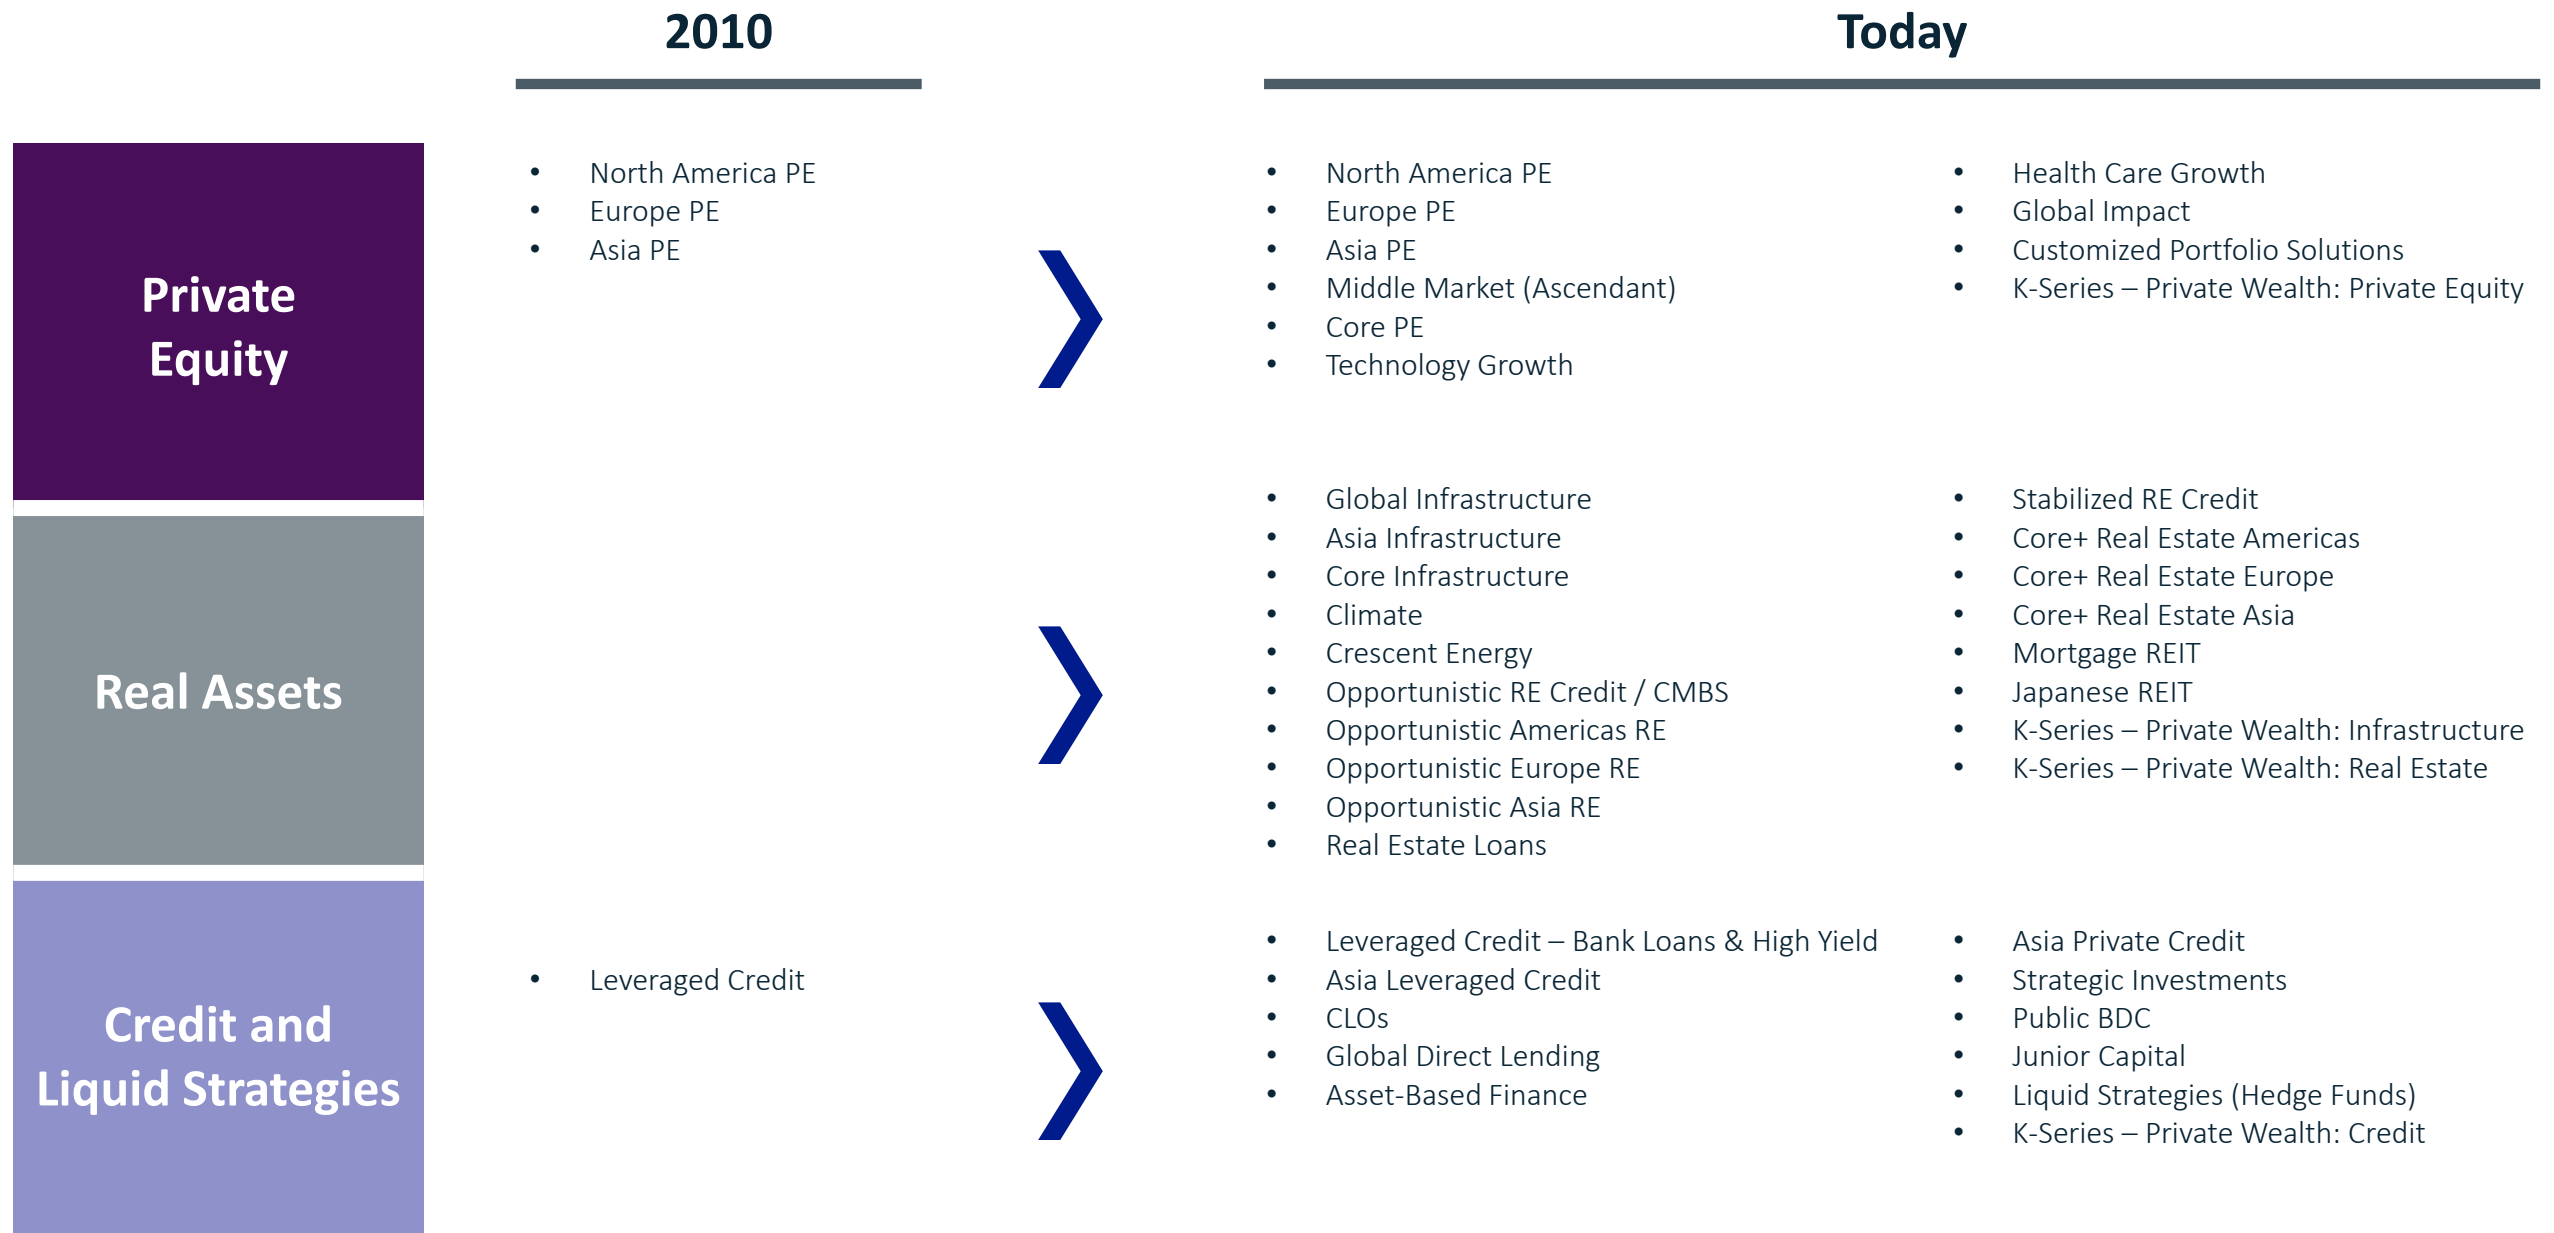 2010
Today
Private
Equity
• North America PE
• Europe PE
• Asia PE
• North America PE
• Europe PE
• Asia PE
• Middle Market (Ascendant)
• Core PE
• Technology Growth
• Health Care Growth
• Global Impact
• Customized Portfolio Solutions
• K-Series – Private Wealth: Private Equity
Real Assets
• Global Infrastructure
• Asia Infrastructure
• Core Infrastructure
• Climate
• Crescent Energy
• Opportunistic RE Credit / CMBS
• Opportunistic Americas RE
• Opportunistic Europe RE
• Opportunistic Asia RE
• Real Estate Loans
• Stabilized RE Credit
• Core+ Real Estate Americas
• Core+ Real Estate Europe
• Core+ Real Estate Asia
• Mortgage REIT
• Japanese REIT
• K-Series – Private Wealth: Infrastructure
• K-Series – Private Wealth: Real Estate
Credit and
Liquid Strategies
• Leveraged Credit
• Leveraged Credit – Bank Loans & High Yield
• Asia Leveraged Credit
• CLOs
• Global Direct Lending
• Asset-Based Finance
• Asia Private Credit
• Strategic Investments
• Public BDC
• Junior Capital
• Liquid Strategies (Hedge Funds)
• K-Series – Private Wealth: Credit